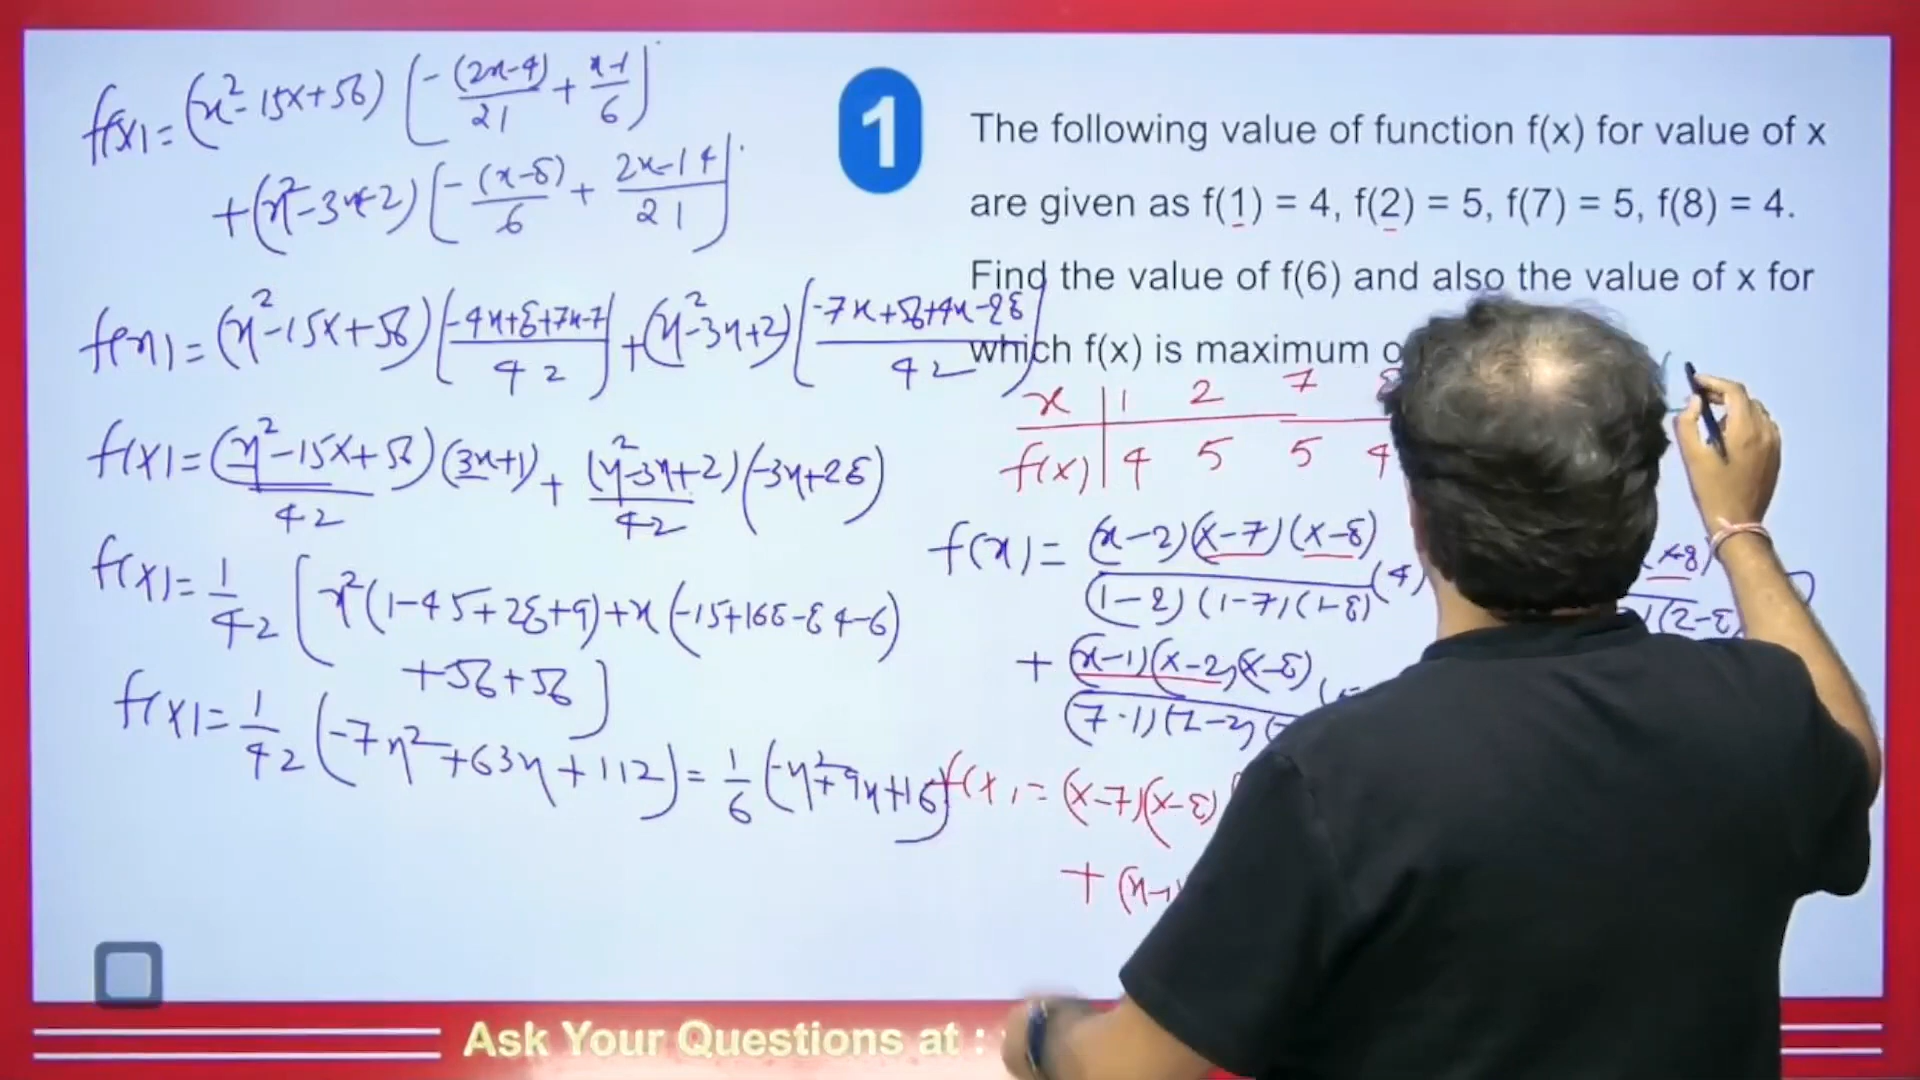 f(x) = (x²-15x+56) [-(2x-4)/21 + (x-1)/6]
+(x²-3x+2) [-(x-8)/6 + (2x-14)/21]
f(x) = (x²-15x+56) (-4x+8+7x-7)/42 + (x²-3x+2) (-7x+56+4x-28)/42
f(x) = (x²-15x+56)/42 (3x+1) + (x²-3x+2)/42 (-3x+28)
f(x) = 1/42 [x²(1-45+28+9)+x(-15+168-84-6)
+56+56]
f(x) = 1/42 (-7x²+63x+112) = 1/6 (-x²+9x+16)
1
The following value of function f(x) for value of x
are given as f(1) = 4, f(2) = 5, f(7) = 5, f(8) = 4.
Find the value of f(6) and also the value of x for
which f(x) is maximum
x 1 2 7 8
f(x) 4 5 5 4
f(x) = (x-2)(x-7)(x-8)/(1-2)(1-7)(1-8) (4)
x-8)
(2-8)
+ (x-1)(x-2)(x-8)
(7-1)(7-2)(
f(x) = (x-7)(x-8)
+ (x-1)
Ask Your Questions at :